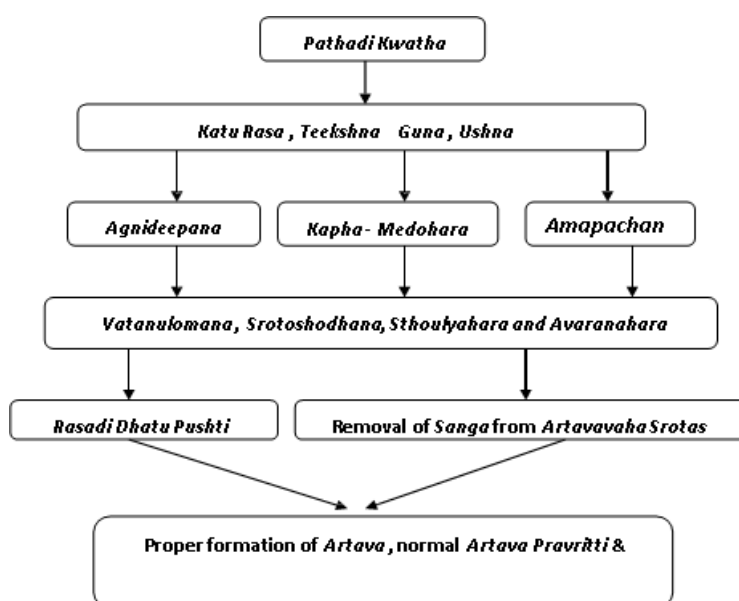 Pathadi Kwatha
Katu Rasa , Teekshna Guna , Ushna
Agnideepana
Kapha - Medohara
Amapachan
Vatanulomana, Srotoshodhana, Sthoulyahara and Avaranahara
Rasadi Dhatu Pushti
Removal of Sanga from Artavavaha Srotas
Proper formation of Artava , normal Artava Pravritti &